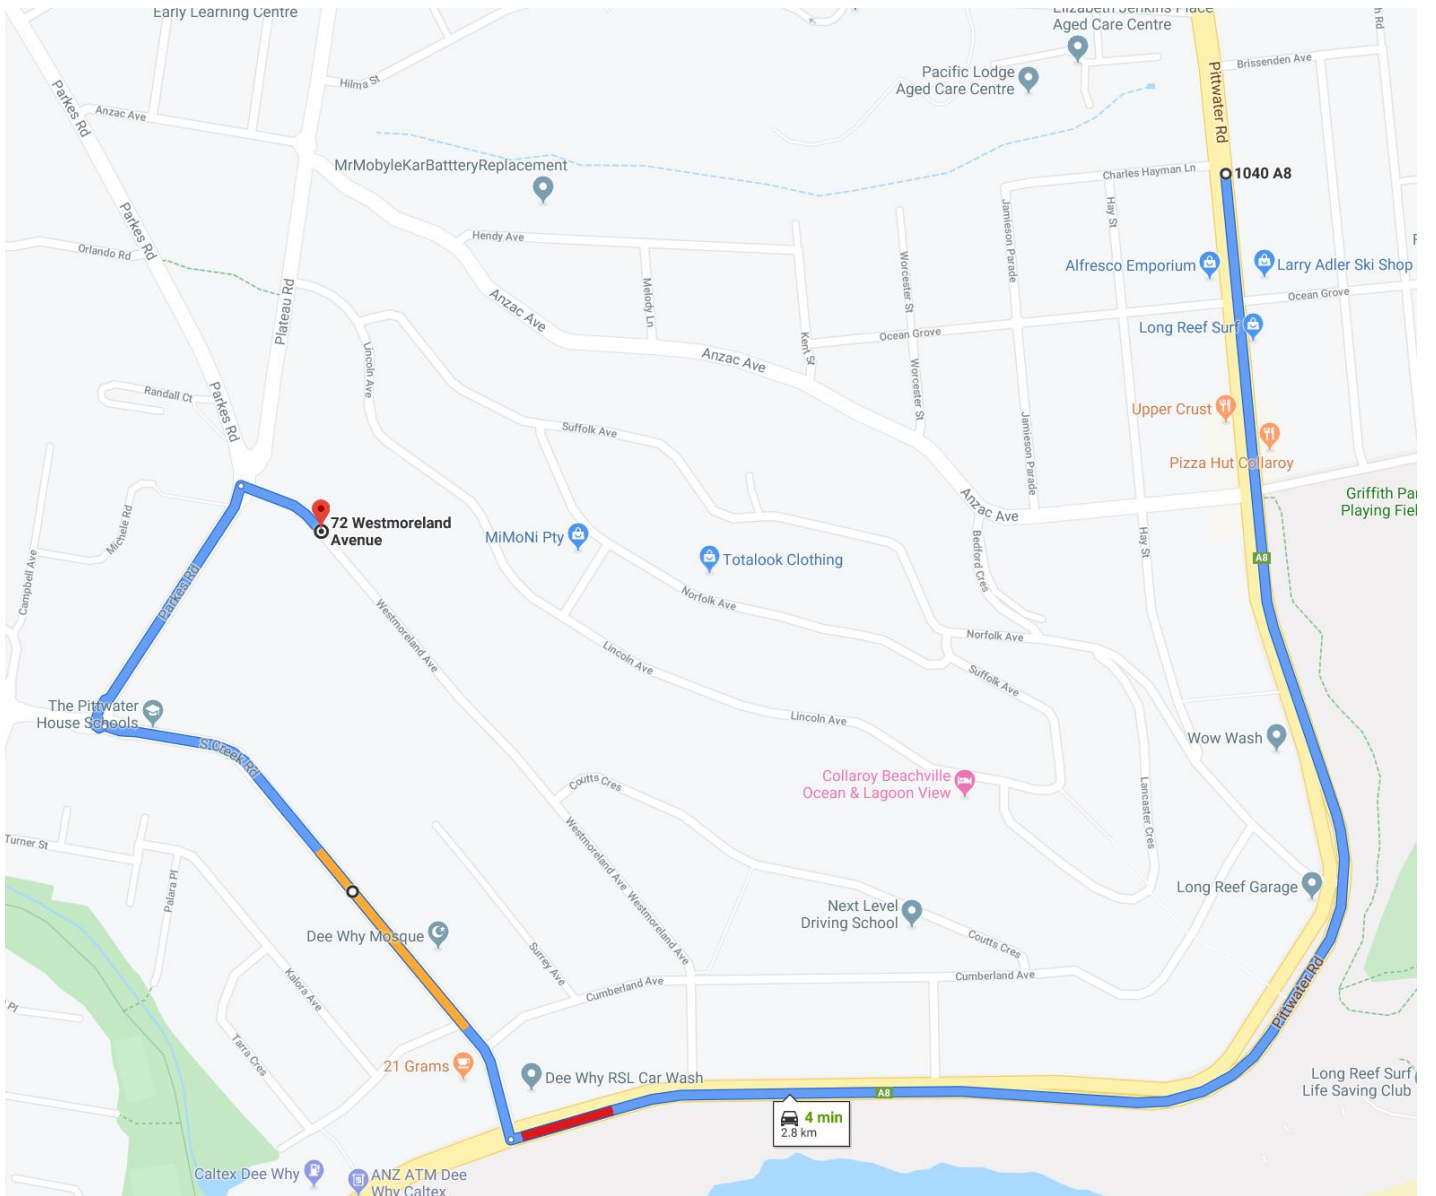 Early Learning Centre
Elizabeth Jenkins Place
Aged Care Centre
Hilma St
Pacific Lodge
Aged Care Centre
Brissenden Ave
Parkes Rd
Anzac Ave
Pittwater Rd
MrMobyleKarBatteryReplacement
Charles Hayman Ln
1040 A8
Parkes Rd
Orlando Rd
Hendy Ave
Jamieson Parade
Hay St
Alfresco Emporium
Larry Adler Ski Shop
Plateau Rd
Melody Ln
Worcester St
Anzac Ave
Ocean Grove
Long Reef Surf
Ocean Grove
Kent St
Lincoln Ave
Anzac Ave
Randall Ct
Parkes Rd
Worcester St
Upper Crust
Suffolk Ave
Jamieson Parade
Pizza Hut Collaroy
Griffith Par
Playing Fiel
Anzac Ave
Michele Rd
72 Westmoreland
Avenue
MiMoNi Pty
Totalook Clothing
Bedford Cres
Hay St
A8
Campbell Ave
Parkes Rd
Westmoreland Ave
Norfolk Ave
Norfolk Ave
Lincoln Ave
Suffolk Ave
The Pittwater
House Schools
Lincoln Ave
S Creek Rd
Wow Wash
Collaroy Beachville
Ocean & Lagoon View
Coutts Cres
Lancaster Cres
Turner St
Westmoreland Ave
Palara Pl
Long Reef Garage
Next Level
Driving School
Westmoreland Ave
Dee Why Mosque
Surrey Ave
Coutts Cres
Kalora Ave
Cumberland Ave
Cumberland Ave
Pittwater Rd
Pl
Tarra Cres
21 Grams
Dee Why RSL Car Wash
A8
Long Reef Surf
Life Saving Club
4 min
2.8 km
Caltex Dee Why
ANZ ATM Dee
Why Caltex